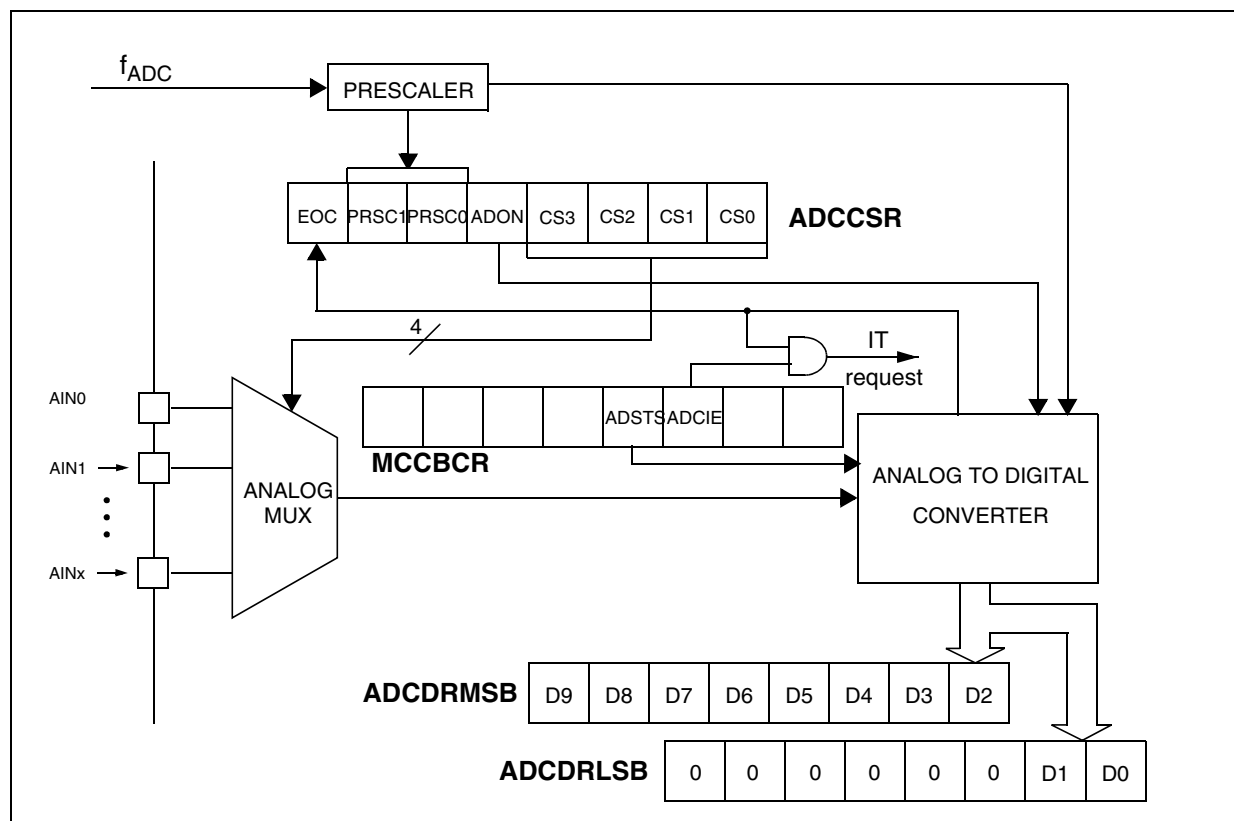 fADC
PRESCALER
EOC PRSC1 PRSC0 ADON CS3 CS2 CS1 CS0
ADCCSR
4
IT
request
AIN0
ADSTS ADCIE
MCCBCR
AIN1
ANALOG
MUX
ANALOG TO DIGITAL
CONVERTER
AINx
ADCDRMSB D9 D8 D7 D6 D5 D4 D3 D2
ADCDRLSB 0 0 0 0 0 0 D1 D0